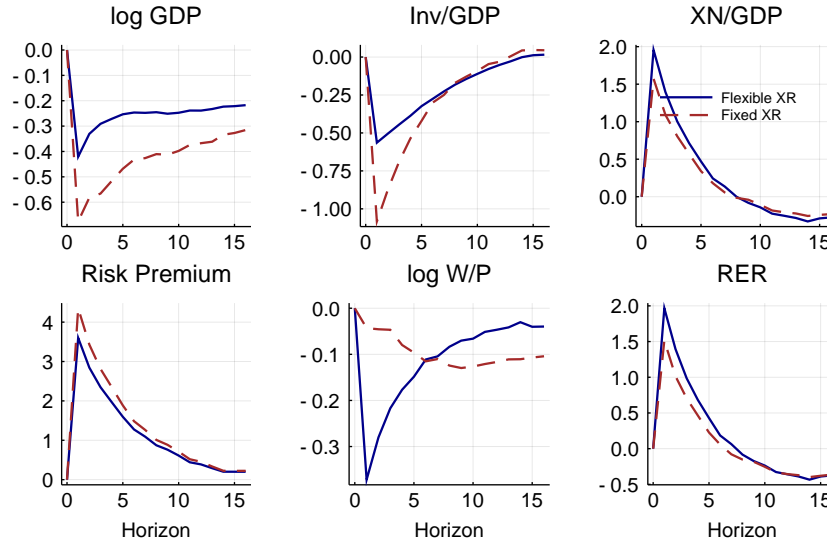 log GDP
0.0
- 0.1
- 0.2
- 0.3
- 0.4
- 0.5
- 0.6
0 5 10 15
Inv/GDP
0.00
- 0.25
- 0.50
- 0.75
- 1.00
0 5 10 15
XN/GDP
2.0
1.5
1.0
0.5
0.0
0 5 10 15
Flexible XR
Fixed XR
Risk Premium
4
3
2
1
0
0 5 10 15
Horizon
log W/P
0.0
- 0.1
- 0.2
- 0.3
0 5 10 15
Horizon
RER
2.0
1.5
1.0
0.5
0.0
- 0.5
0 5 10 15
Horizon